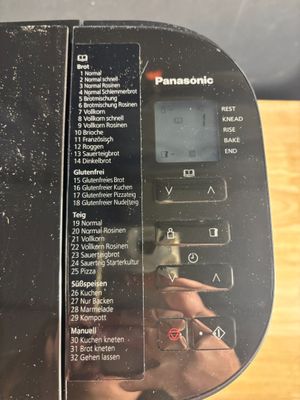 Brot
1 Normal
2 Normal schnell
3 Normal Rosinen
4 Normal Schlemmerbrot
5 Brotmischung
6 Brotmischung Rosinen
7 Vollkorn
8 Vollkorn schnell
9 Vollkorn Rosinen
10 Brioche
11 Französisch
12 Roggen
13 Sauerteigbrot
14 Dinkelbrot
Glutenfrei
15 Glutenfreies Brot
16 Glutenfreier Kuchen
17 Glutenfreier Pizzateig
18 Glutenfreier Nudelteig
Teig
19 Normal
20 Normal Rosinen
21 Vollkorn
22 Vollkorn Rosinen
23 Sauerteigbrot
24 Sauerteig Starterkultur
25 Pizza
Süßspeisen
26 Kuchen
27 Nur Backen
28 Marmelade
29 Kompott
Manuell
30 Kuchen kneten
31 Brot kneten
32 Gehen lassen
Panasonic
1
REST
KNEAD
RISE
BAKE
END